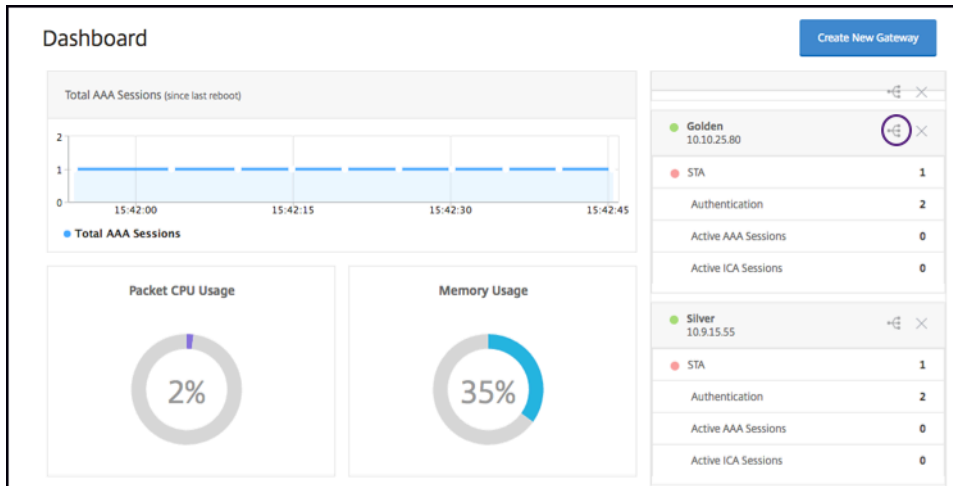 Dashboard
Create New Gateway
Total AAA Sessions (since last reboot)
2
1
0
15:42:00 15:42:15 15:42:30 15:42:45
Total AAA Sessions
Packet CPU Usage
2%
Memory Usage
35%
Golden
10.10.25.80
STA 1
Authentication 2
Active AAA Sessions 0
Active ICA Sessions 0
Silver
10.9.15.55
STA 1
Authentication 2
Active AAA Sessions 0
Active ICA Sessions 0